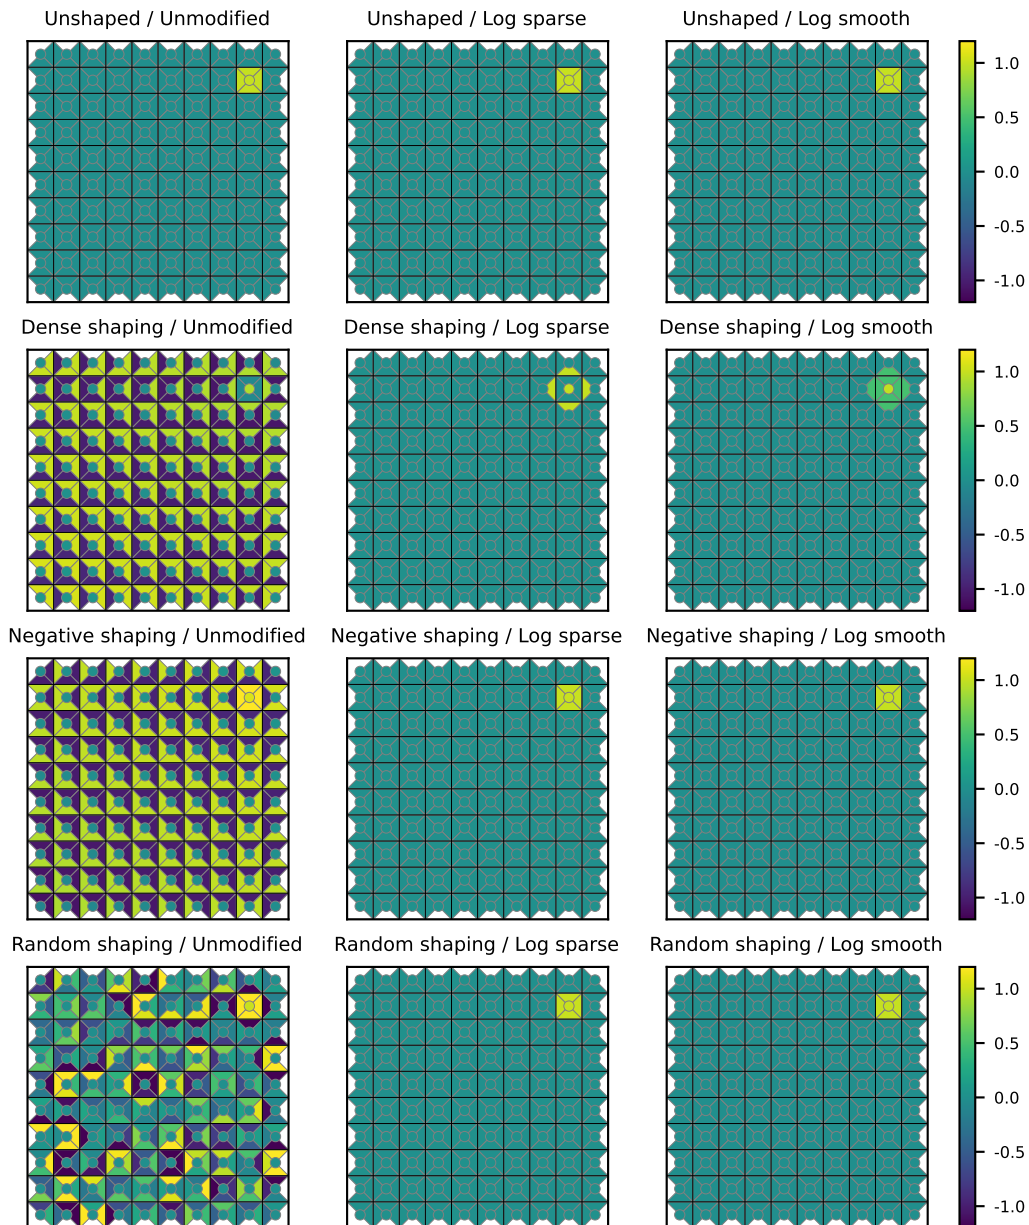 Unshaped / Unmodified
Unshaped / Log sparse
Unshaped / Log smooth
1.0
0.5
0.0
-0.5
-1.0
Dense shaping / Unmodified
Dense shaping / Log sparse
Dense shaping / Log smooth
1.0
0.5
0.0
-0.5
-1.0
Negative shaping / Unmodified
Negative shaping / Log sparse
Negative shaping / Log smooth
1.0
0.5
0.0
-0.5
-1.0
Random shaping / Unmodified
Random shaping / Log sparse
Random shaping / Log smooth
1.0
0.5
0.0
-0.5
-1.0